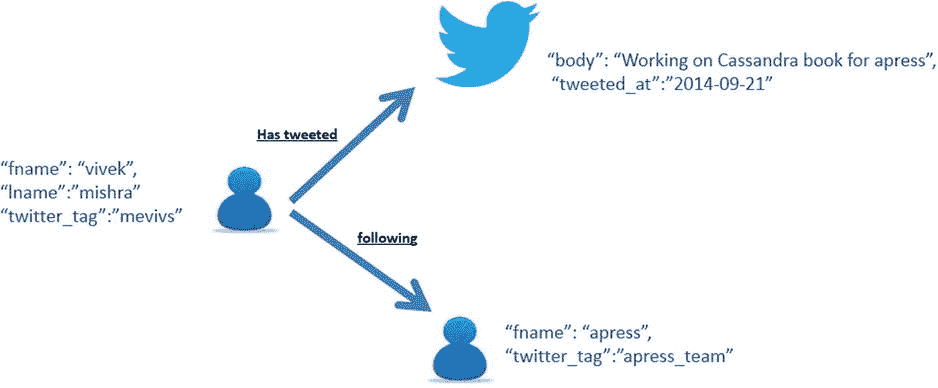 “body”: “Working on Cassandra book for apress”,
“tweeted_at”:”2014-09-21”
Has tweeted
“fname”: “vivek”,
“lname”:”mishra”
“twitter_tag”:”mevivs”
following
“fname”: “apress”,
“twitter_tag”:”apress_team”